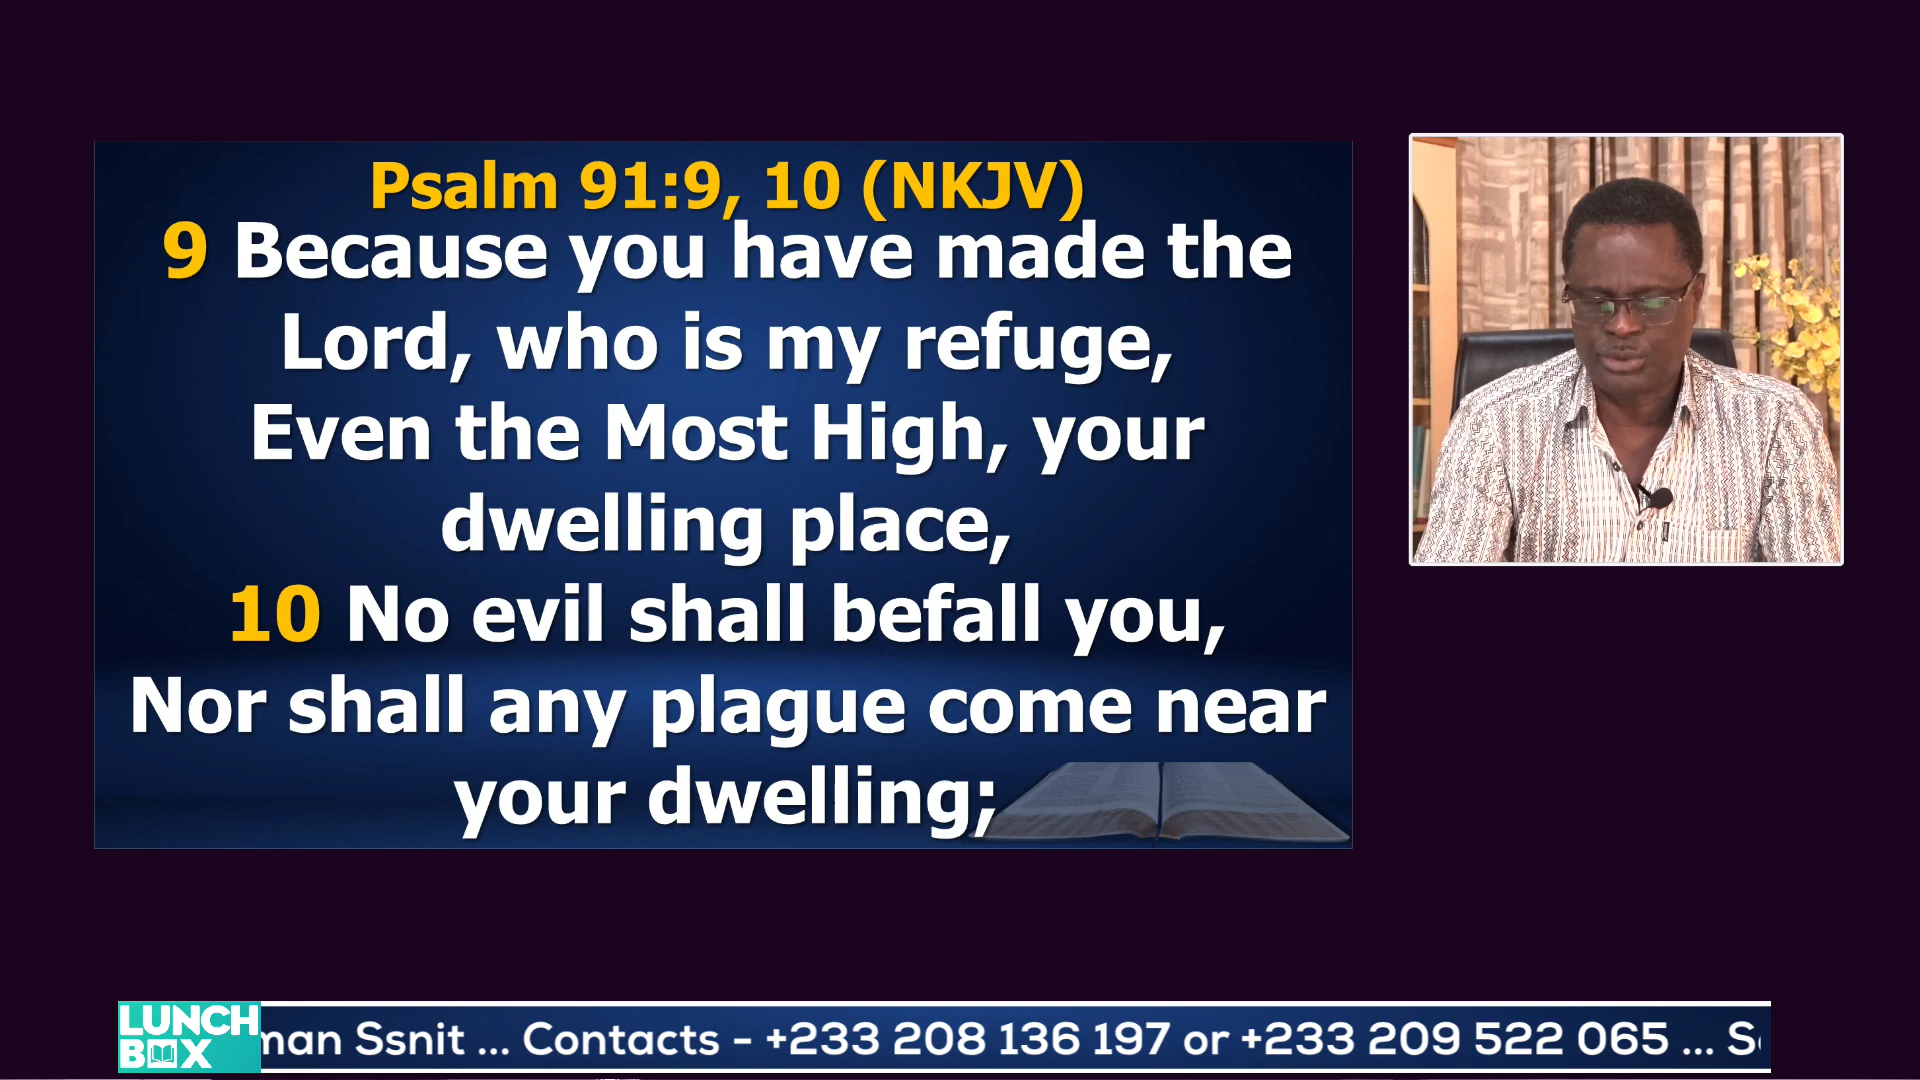 Psalm 91:9, 10 (NKJV)
9 Because you have made the
Lord, who is my refuge,
Even the Most High, your
dwelling place,
10 No evil shall befall you,
Nor shall any plague come near
your dwelling;
LUNCH
BOX
man Ssnit ... Contacts - +233 208 136 197 or +233 209 522 065 ... S